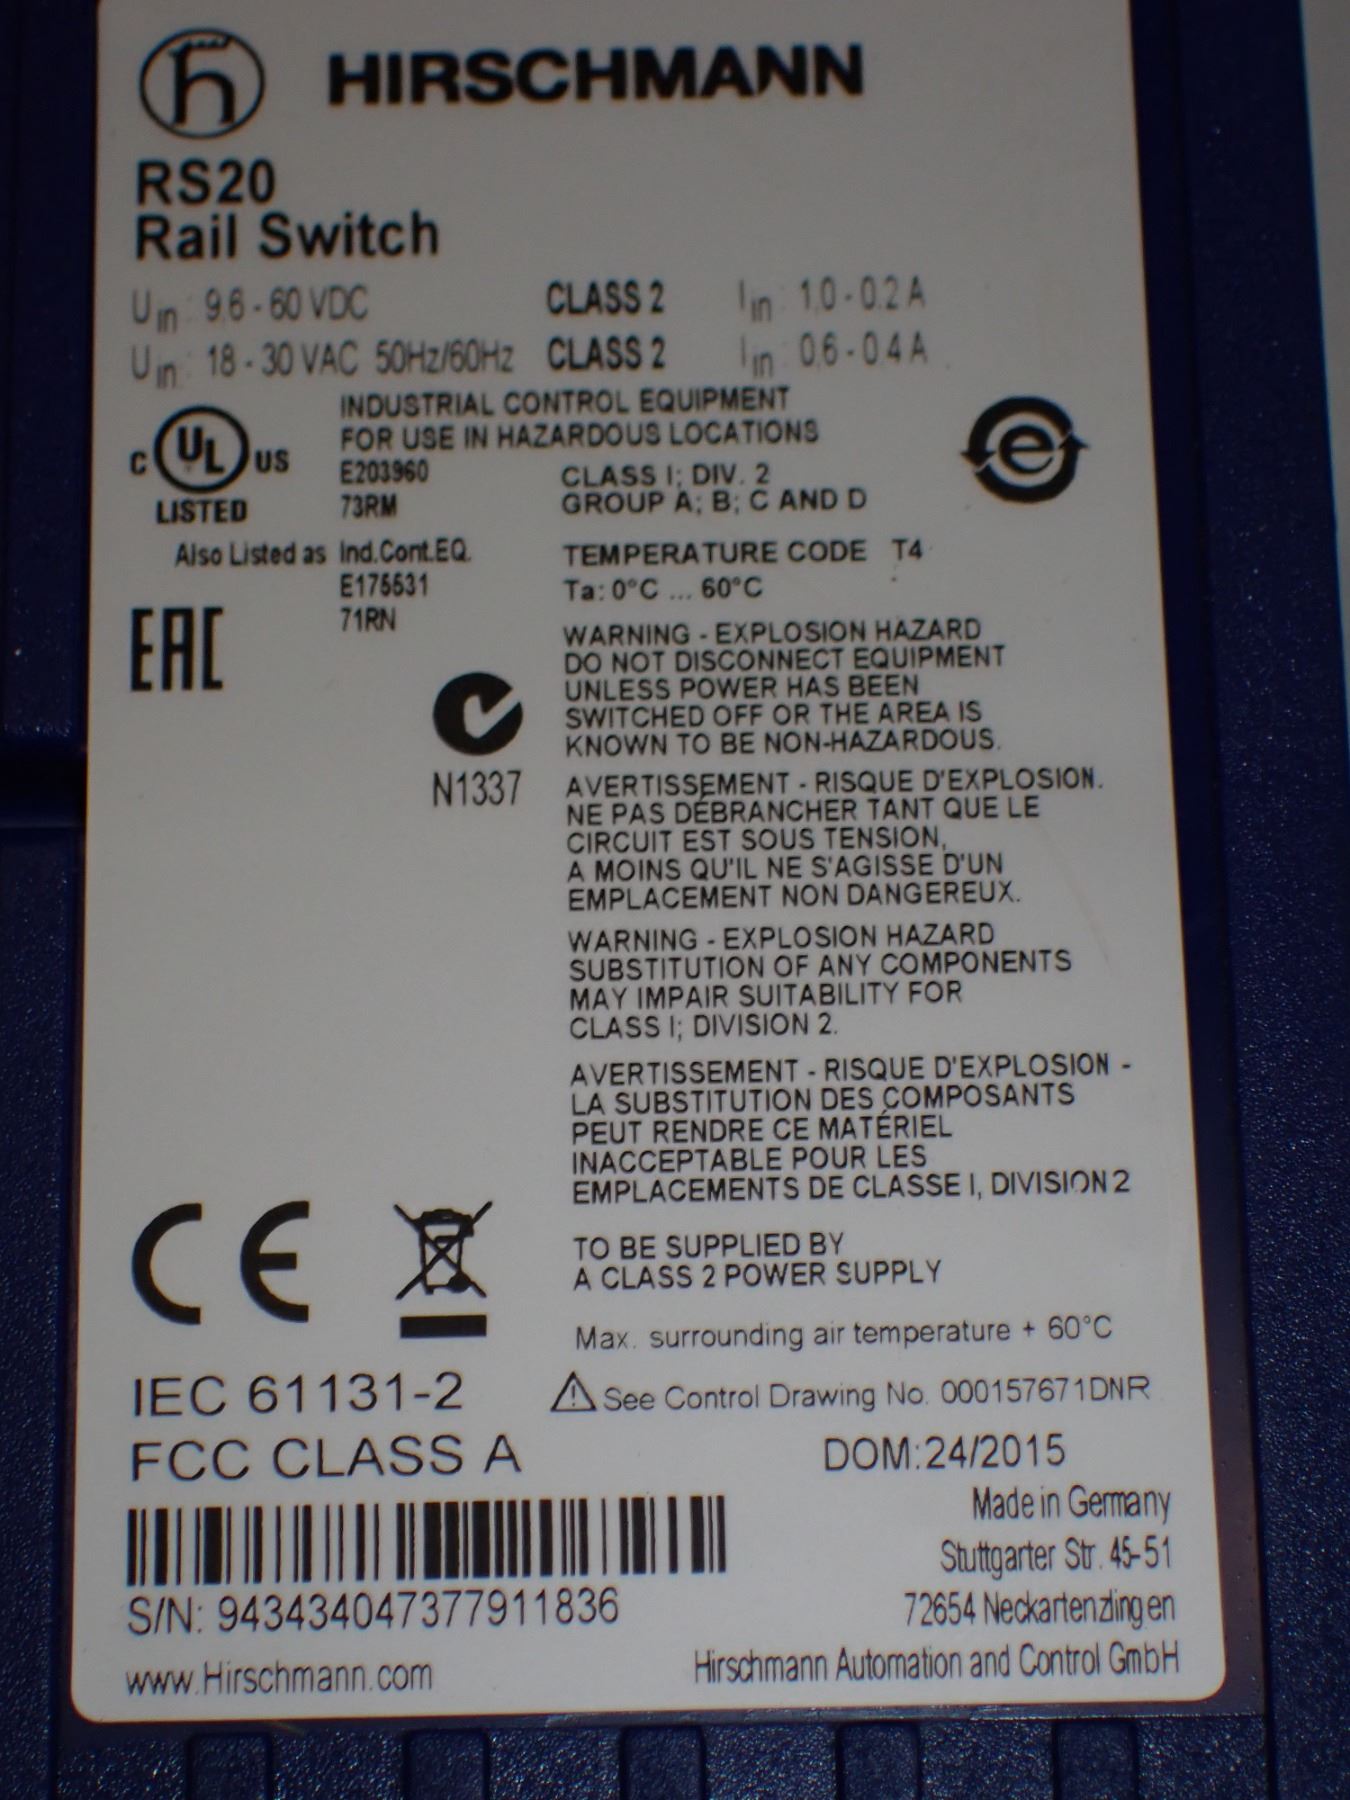 HIRSCHMANN
RS20
Rail Switch
Uin: 9,6 - 60 VDC CLASS 2 Iin: 1,0 - 0.2 A
Uin: 18 - 30 VAC 50Hz/60Hz CLASS 2 Iin: 0,6 - 0.4 A
INDUSTRIAL CONTROL EQUIPMENT
FOR USE IN HAZARDOUS LOCATIONS
C UL US E203960 CLASS I; DIV. 2
LISTED 73RM GROUP A; B; C AND D
e
Also Listed as Ind.Cont.EQ. TEMPERATURE CODE T4
E175531 Ta: 0°C ... 60°C
71RN
EAC
WARNING - EXPLOSION HAZARD
DO NOT DISCONNECT EQUIPMENT
UNLESS POWER HAS BEEN
SWITCHED OFF OR THE AREA IS
KNOWN TO BE NON-HAZARDOUS.
N1337
AVERTISSEMENT - RISQUE D'EXPLOSION.
NE PAS DÉBRANCHER TANT QUE LE
CIRCUIT EST SOUS TENSION,
A MOINS QU'IL NE S'AGISSE D'UN
EMPLACEMENT NON DANGEREUX.
WARNING - EXPLOSION HAZARD
SUBSTITUTION OF ANY COMPONENTS
MAY IMPAIR SUITABILITY FOR
CLASS I; DIVISION 2.
AVERTISSEMENT - RISQUE D'EXPLOSION -
LA SUBSTITUTION DES COMPOSANTS
PEUT RENDRE CE MATÉRIEL
INACCEPTABLE POUR LES
EMPLACEMENTS DE CLASSE I, DIVISION 2
CE
TO BE SUPPLIED BY
A CLASS 2 POWER SUPPLY
Max. surrounding air temperature + 60°C
IEC 61131-2
See Control Drawing No. 000157671DNR
FCC CLASS A
DOM:24/2015
Made in Germany
Stuttgarter Str. 45-51
72654 Neckartenzlingen
S/N: 943434047377911836
Hirschmann Automation and Control GmbH
www.Hirschmann.com